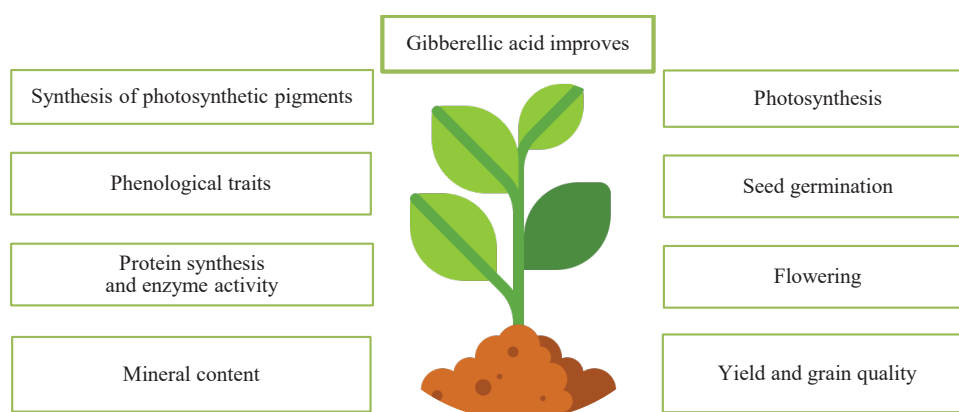 Gibberellic acid improves
Synthesis of photosynthetic pigments
Phenological traits
Protein synthesis
and enzyme activity
Mineral content
Photosynthesis
Seed germination
Flowering
Yield and grain quality